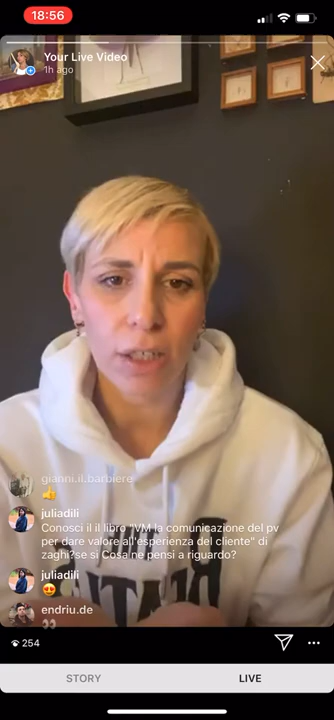 18:56
Your Live Video
1h ago
gianni.il.barbiere
👍
juliadili
Conosci il il libro "IVM la comunicazione del pv
per dare valore all'esperienza del cliente" di
zaghi?se si Cosa ne pensi a riguardo?
juliadili
😍
endriu.de
👀
254
STORY
LIVE